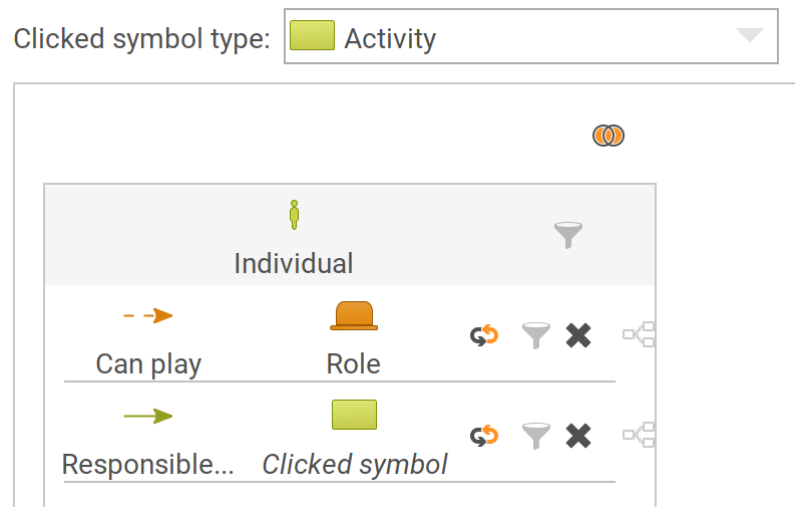 Clicked symbol type: Activity
Individual
Can play Role
Responsible... Clicked symbol